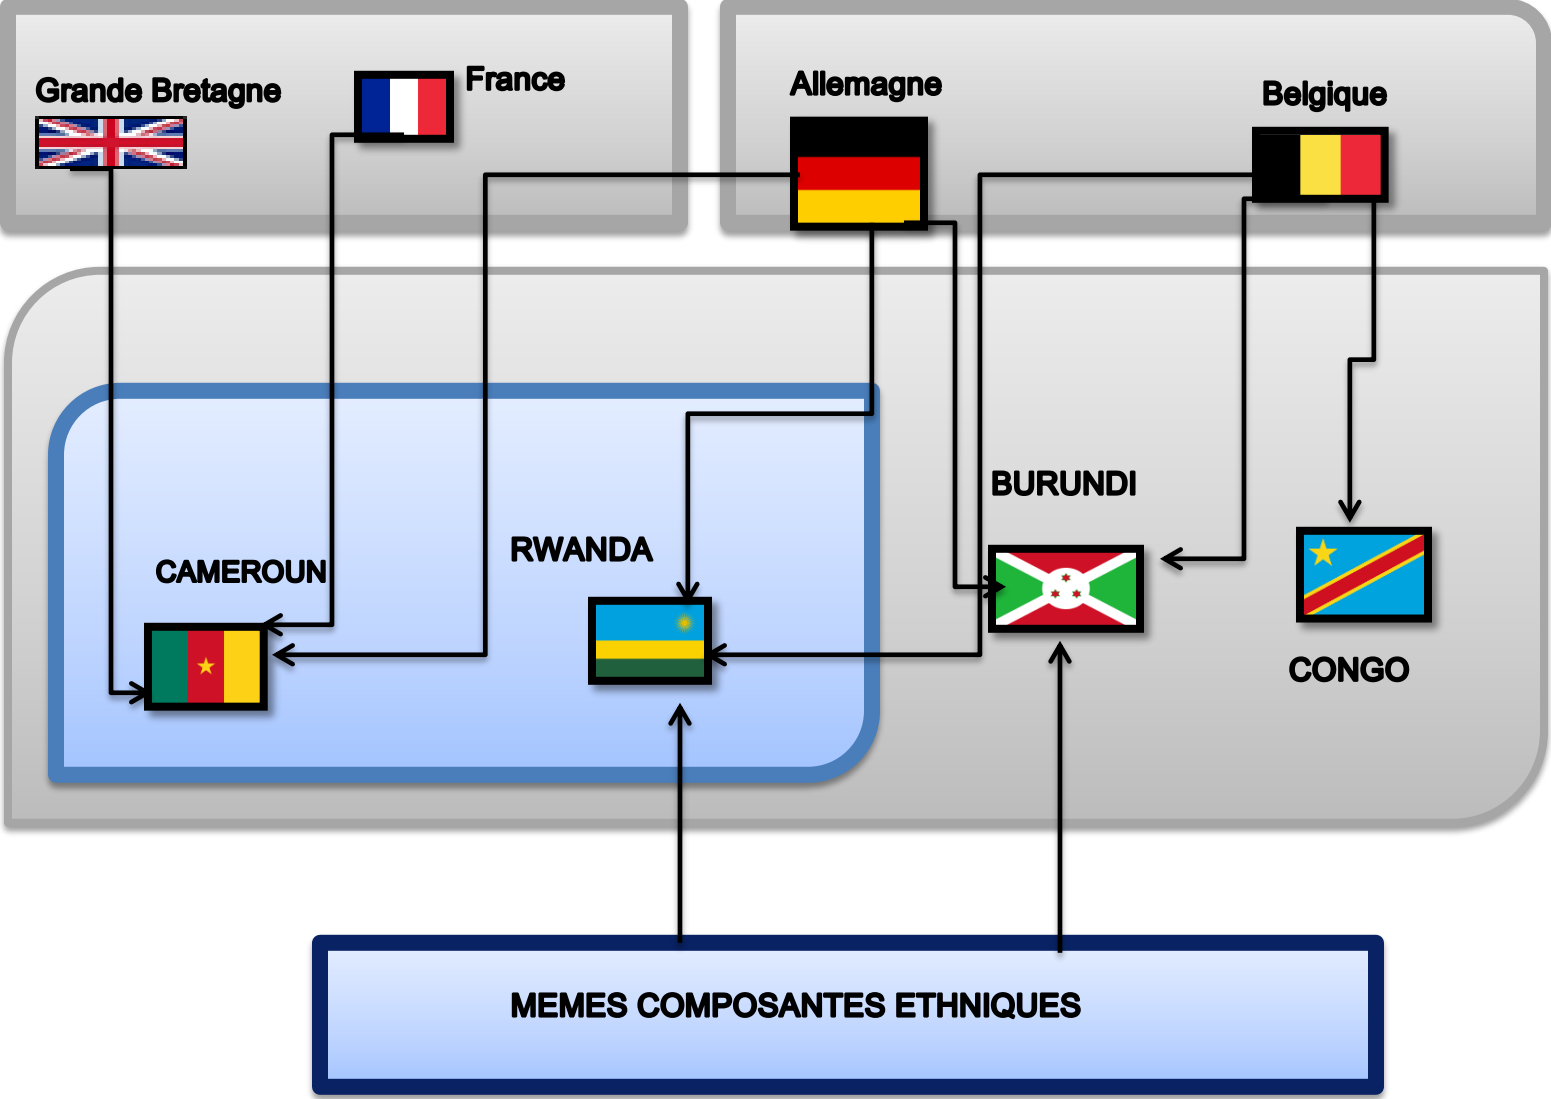 Grande Bretagne
France
Allemagne
Belgique
BURUNDI
RWANDA
CAMEROUN
CONGO
MEMES COMPOSANTES ETHNIQUES